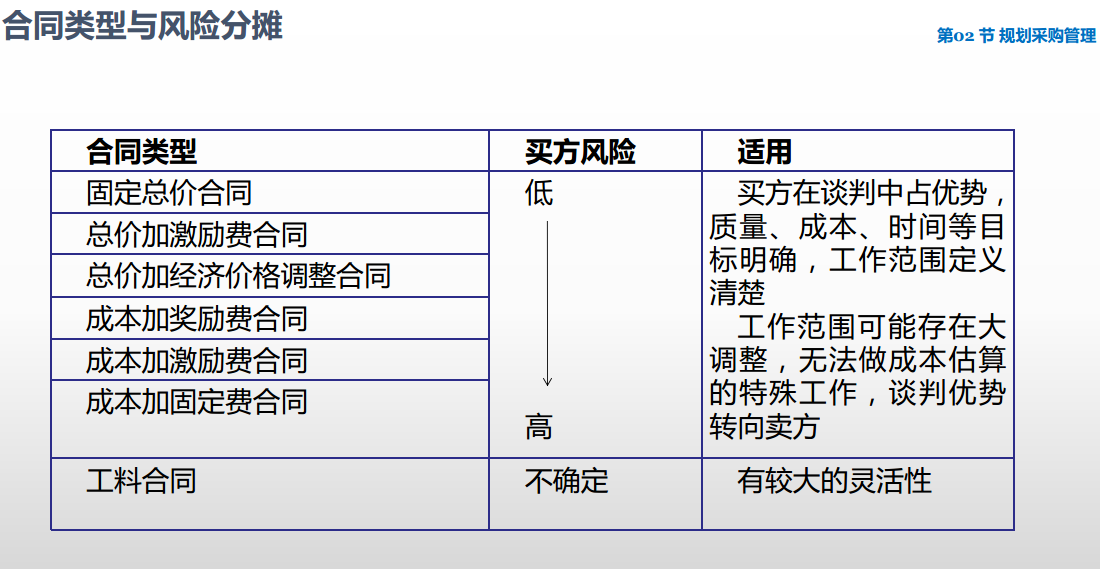 合同类型与风险分摊
第02 节 规划采购管理
合同类型
买方风险
适用
固定总价合同
总价加激励费合同
总价加经济价格调整合同
成本加奖励费合同
成本加激励费合同
成本加固定费合同
低
高
买方在谈判中占优势，
质量、成本、时间等目
标明确，工作范围定义
清楚
工作范围可能存在大
调整，无法做成本估算
的特殊工作，谈判优势
转向卖方
工料合同
不确定
有较大的灵活性